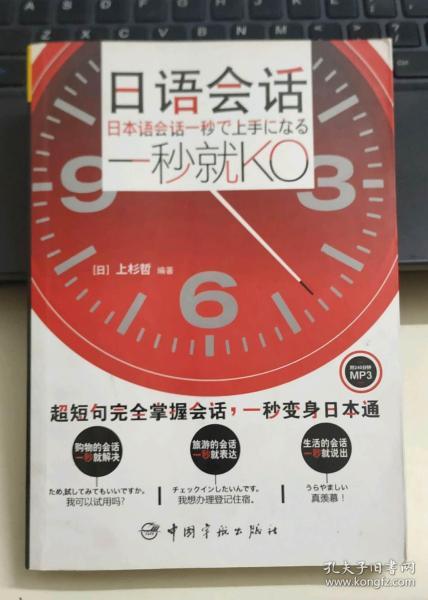 日语会话
日本语会话一秒で上手になる
一秒就KO
9
3
6
[日] 上杉哲 编著
附240分钟
MP3
超短句完全掌握会话，一秒变身日本通
购物的会话
一秒就解决
旅游的会话
一秒就表达
生活的会话
一秒就说出
ため,試してみてもいいですか。
我可以试用吗?
チェックインしたいんです。
我想办理登记住宿。
うらやましい
真羡慕!
中国宇航出版社
孔夫子旧书网
www.kongfz.com